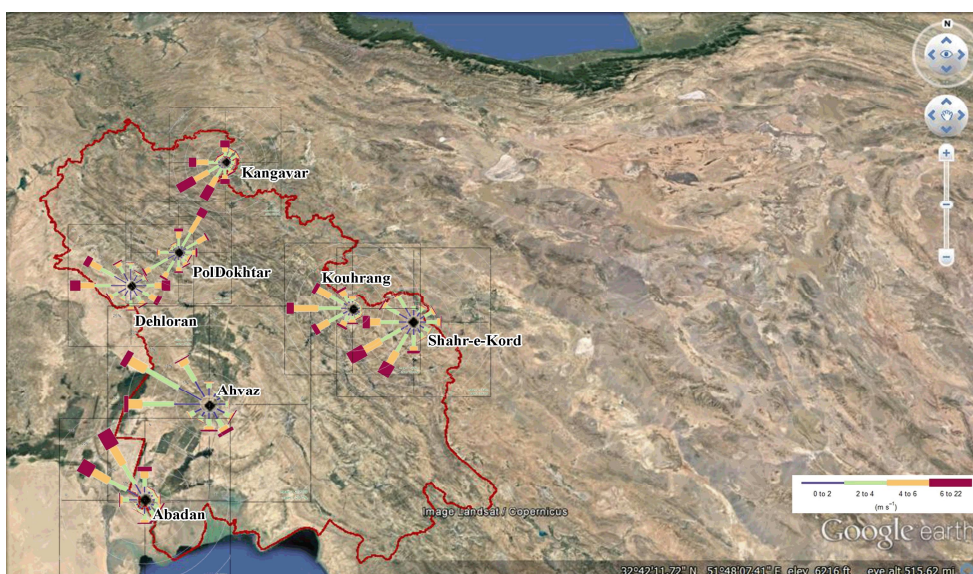 N
Kangavar
PolDokhtar
Kouhrang
Dehloran
Shahr-e-Kord
Ahvaz
Abadan
0 to 2 2 to 4 4 to 6 6 to 22
(m s⁻¹)
Image Landsat / Copernicus
Google earth
32°42'11.72" N 51°48'07.41" E elev 6216 ft eye alt 515.62 mi